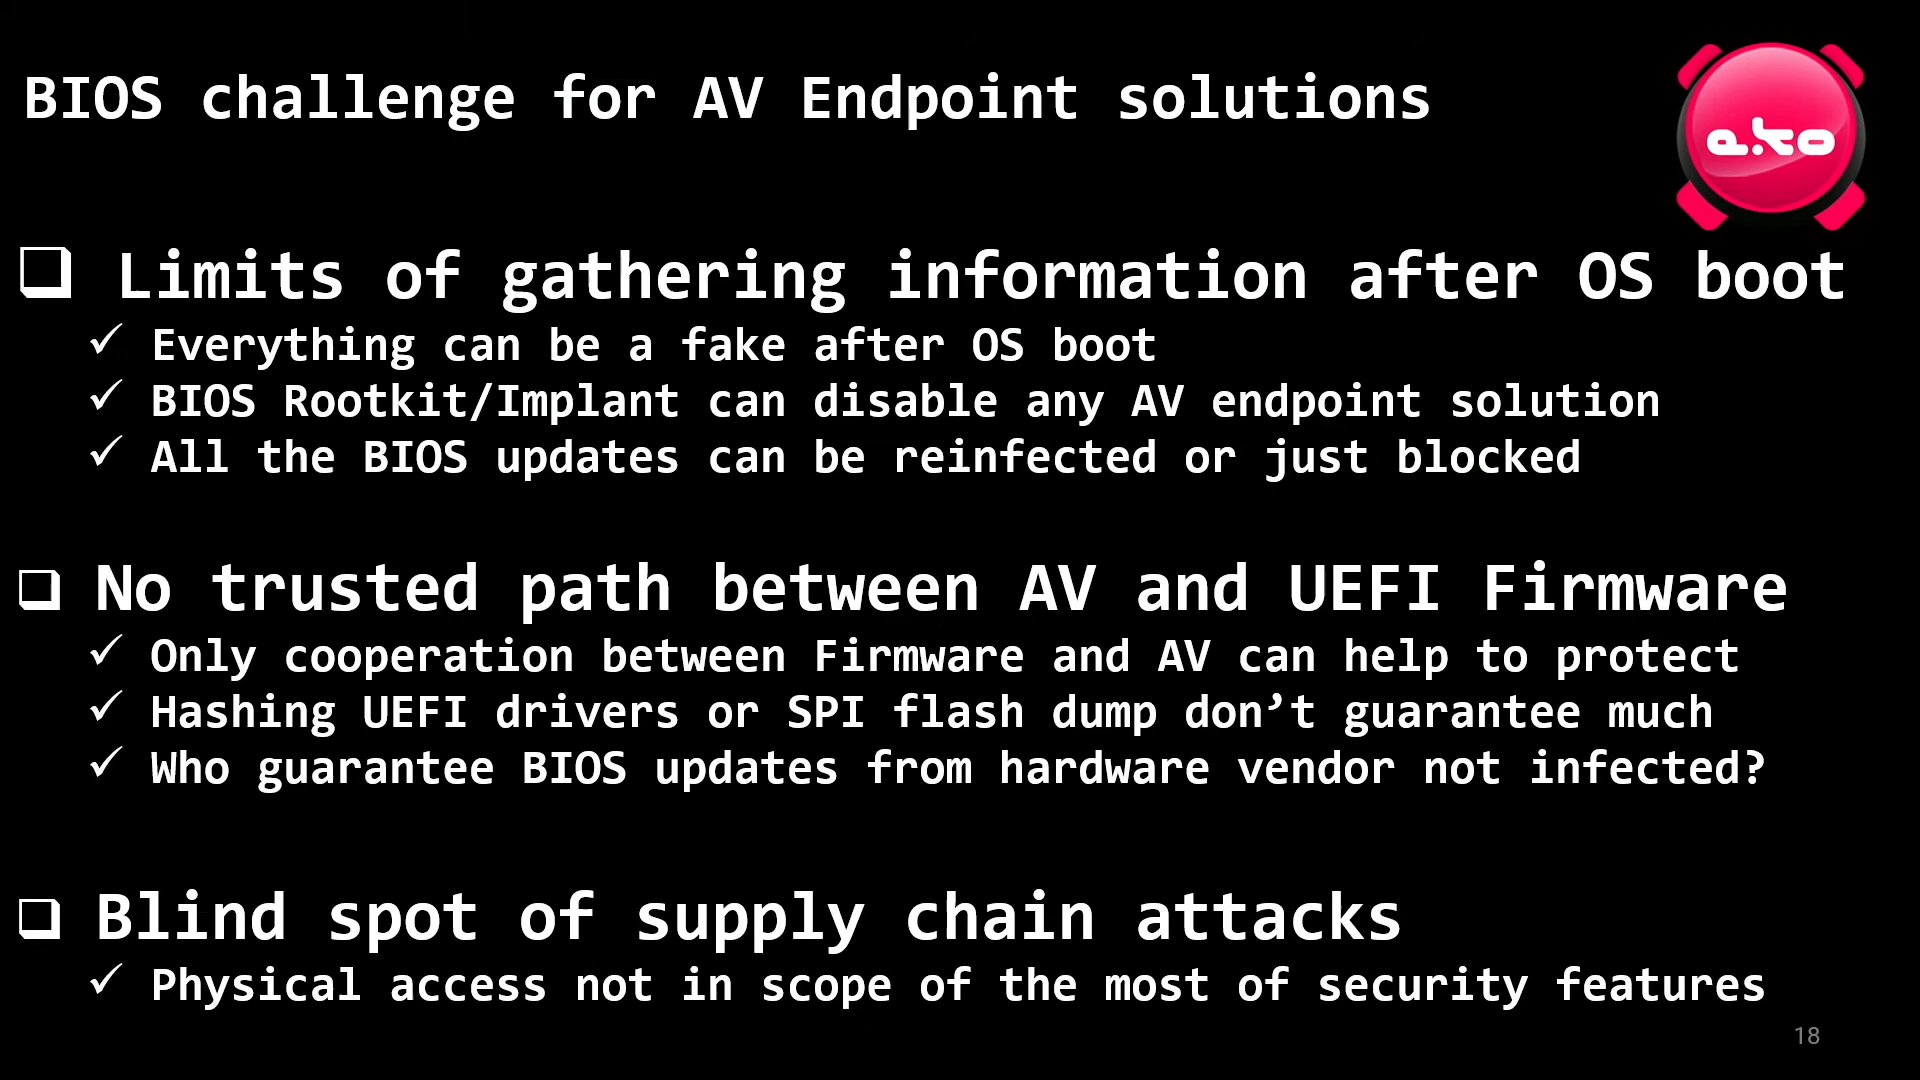 BIOS challenge for AV Endpoint solutions
eko
Limits of gathering information after OS boot
Everything can be a fake after OS boot
BIOS Rootkit/Implant can disable any AV endpoint solution
All the BIOS updates can be reinfected or just blocked
No trusted path between AV and UEFI Firmware
Only cooperation between Firmware and AV can help to protect
Hashing UEFI drivers or SPI flash dump don’t guarantee much
Who guarantee BIOS updates from hardware vendor not infected?
Blind spot of supply chain attacks
Physical access not in scope of the most of security features
18